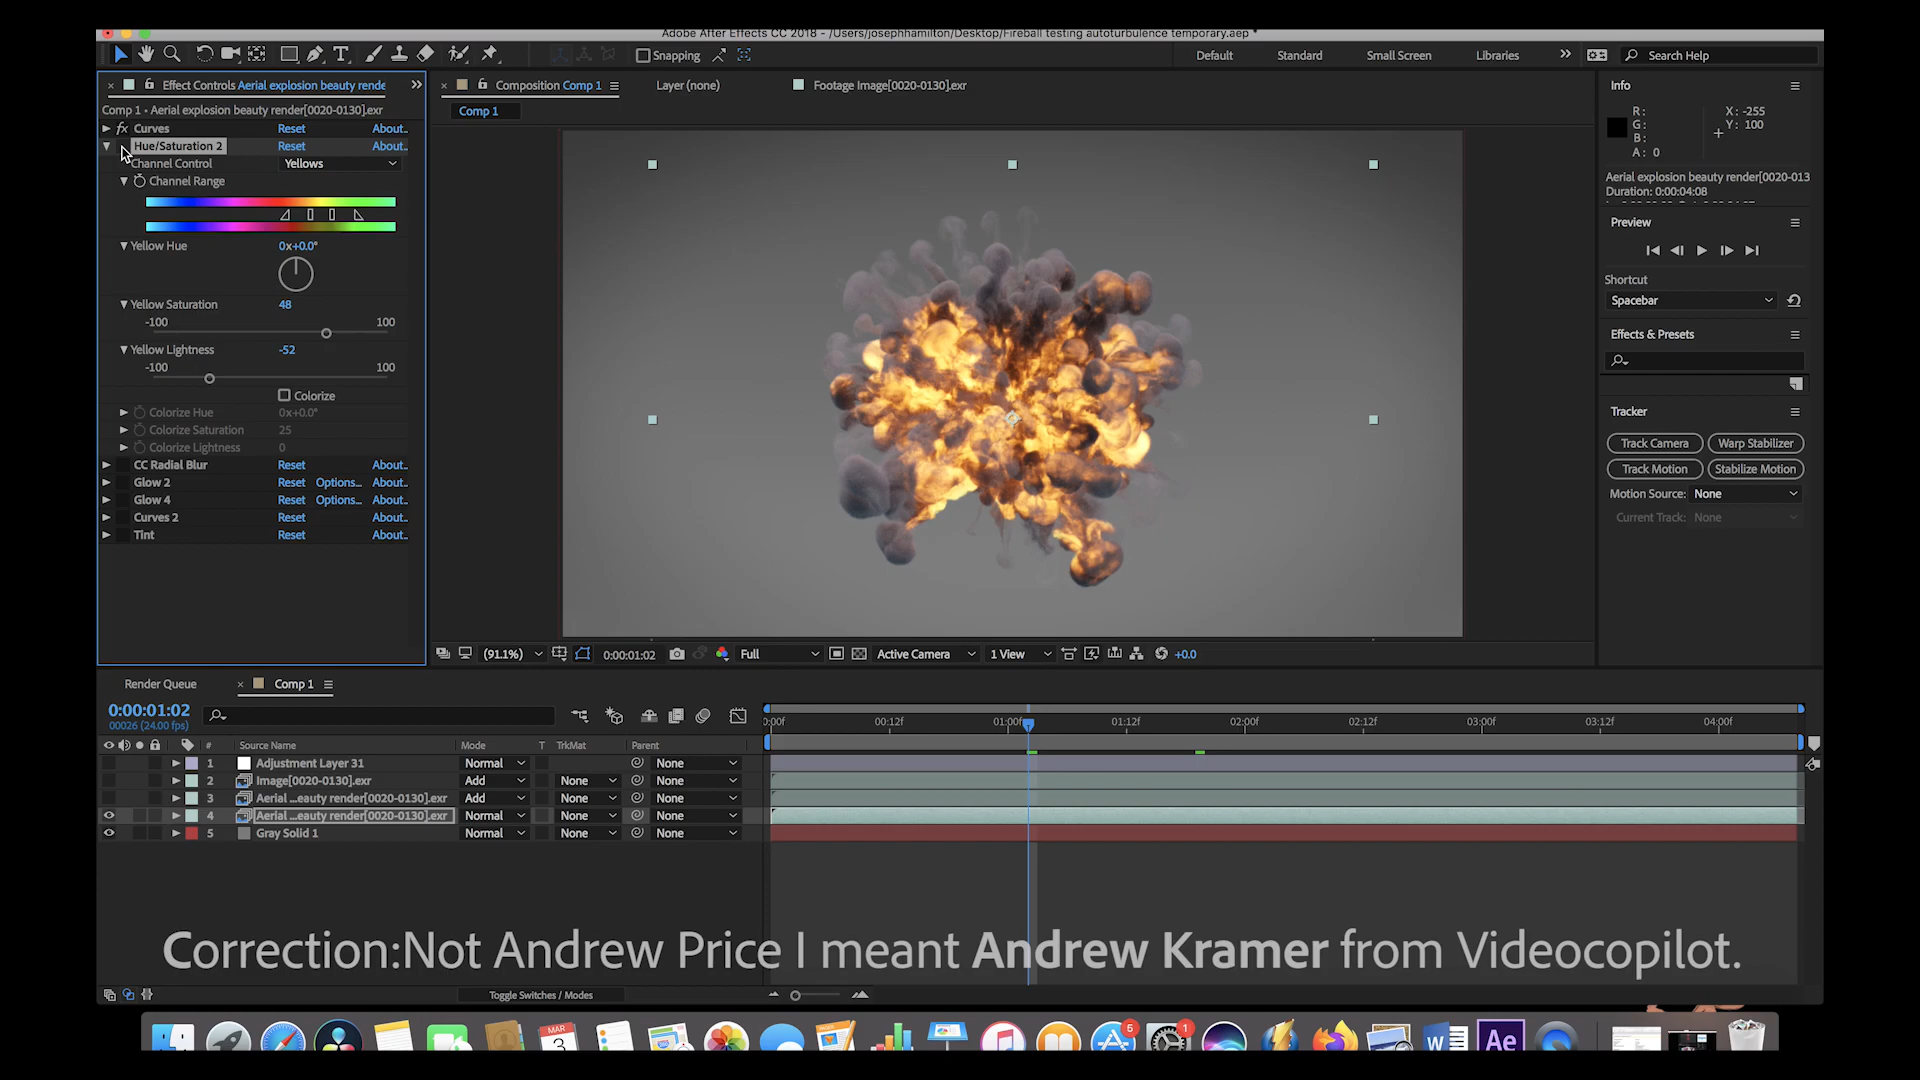 Adobe After Effects CC 2018 - /Users/josephhamilton/Desktop/Fireball testing autoturbulence temporary.aep *
Snapping
Default
Standard
Small Screen
Libraries
Search Help
Effect Controls Aerial explosion beauty rende
Comp 1 • Aerial explosion beauty render[0020-0130].exr
fx Curves Reset About..
Hue/Saturation 2 Reset About..
Channel Control Yellows
Channel Range
Yellow Hue 0x+0.0°
Yellow Saturation 48
-100 100
Yellow Lightness -52
-100 100
Colorize
Colorize Hue 0x+0.0°
Colorize Saturation 25
Colorize Lightness 0
CC Radial Blur Reset About..
Glow 2 Reset Options... About..
Glow 4 Reset Options... About..
Curves 2 Reset About..
Tint Reset About..
Composition Comp 1
Layer (none)
Footage Image[0020-0130].exr
Comp 1
(91.1%) 0:00:01:02 Full Active Camera 1 View +0.0
Info
R: X: -255
G: Y: 100
B:
A: 0
Aerial explosion beauty render[0020-013
Preview
Shortcut
Spacebar
Effects & Presets
Tracker
Track Camera Warp Stabilizer
Track Motion Stabilize Motion
Motion Source: None
Current Track: None
Render Queue Comp 1
0:00:01:02
00026 (24.00 fps)
:00f 00:12f 01:00f 01:12f 02:00f 02:12f 03:00f 03:12f 04:00f
# Source Name Mode T TrkMat Parent
1 Adjustment Layer 31 Normal None
2 Image[0020-0130].exr Add None None
3 Aerial ...eauty render[0020-0130].exr Add None None
4 Aerial ...eauty render[0020-0130].exr Normal None None
5 Gray Solid 1 Normal None None
Correction:Not Andrew Price I meant Andrew Kramer from Videocopilot.
Toggle Switches / Modes
MAR
3
5
1
W
Ae